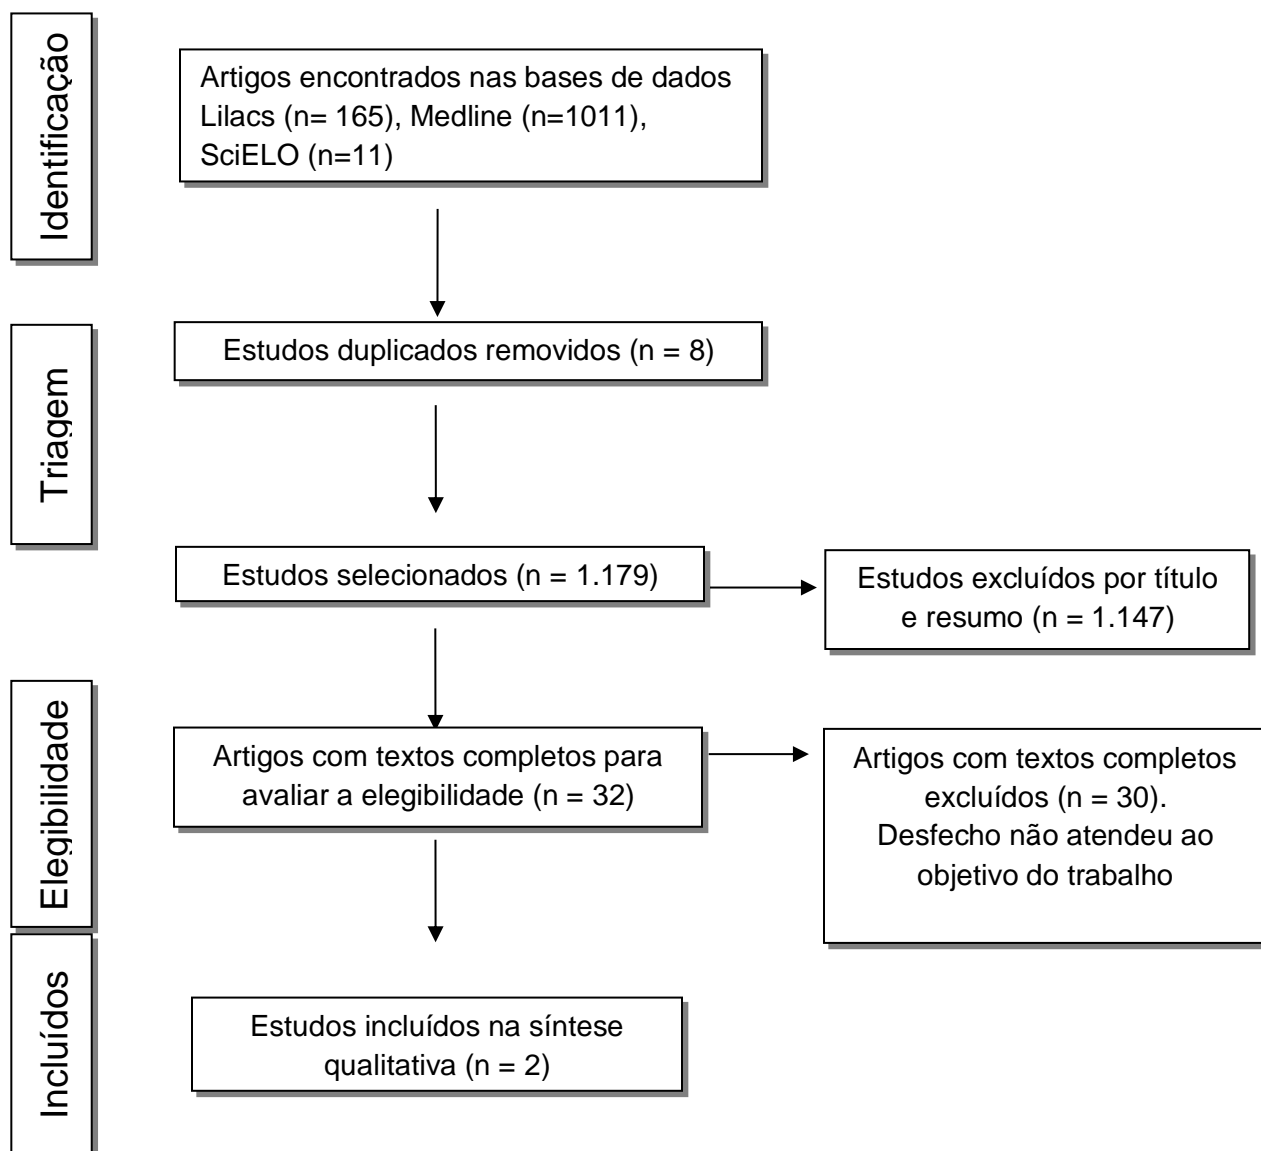 Identificação
Artigos encontrados nas bases de dados
Lilacs (n= 165), Medline (n=1011),
SciELO (n=11)
Triagem
Estudos duplicados removidos (n = 8)
Estudos selecionados (n = 1.179)
Estudos excluídos por título
e resumo (n = 1.147)
Elegibilidade
Artigos com textos completos para
avaliar a elegibilidade (n = 32)
Artigos com textos completos
excluídos (n = 30).
Desfecho não atendeu ao
objetivo do trabalho
Incluídos
Estudos incluídos na síntese
qualitativa (n = 2)